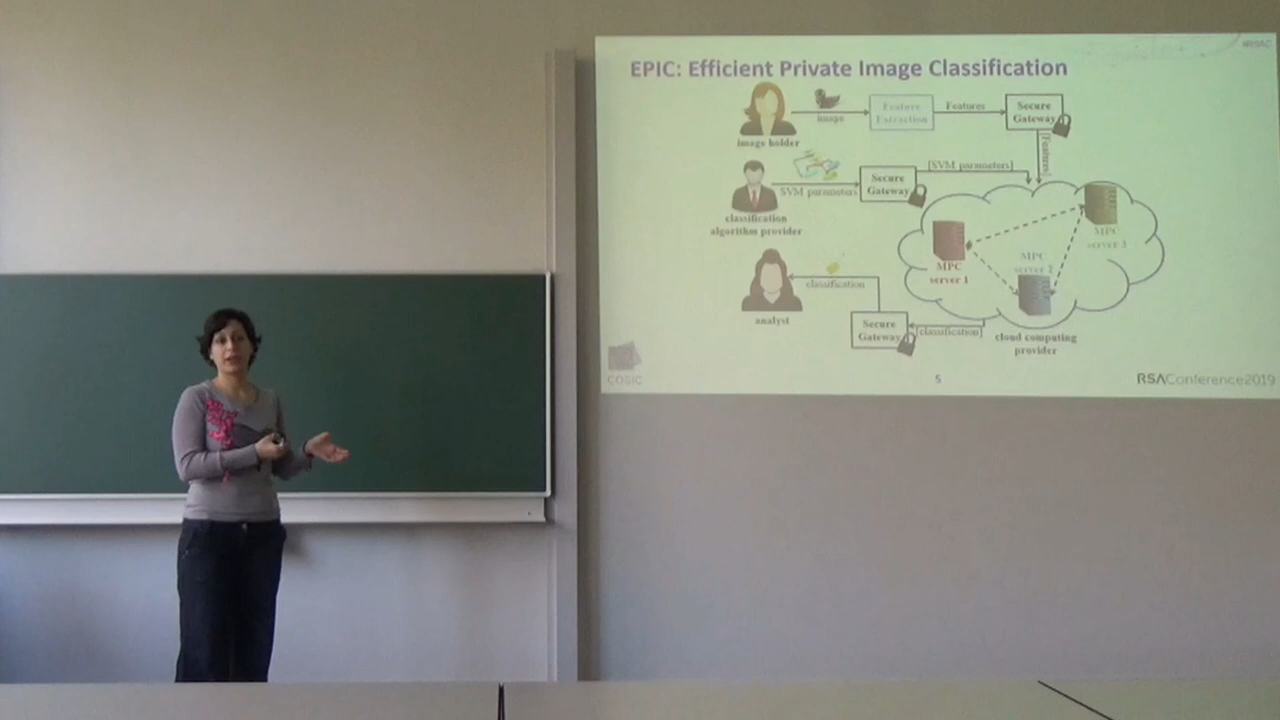 #RSAC
EPIC: Efficient Private Image Classification
image holder
image
Feature
Extraction
Features
Secure
Gateway
[Features]
classification
algorithm provider
SVM parameters
Secure
Gateway
[SVM parameters]
MPC
server 1
MPC
server 2
MPC
server 3
cloud computing
provider
[classification]
Secure
Gateway
classification
analyst
COSIC
5
RSAConference2019